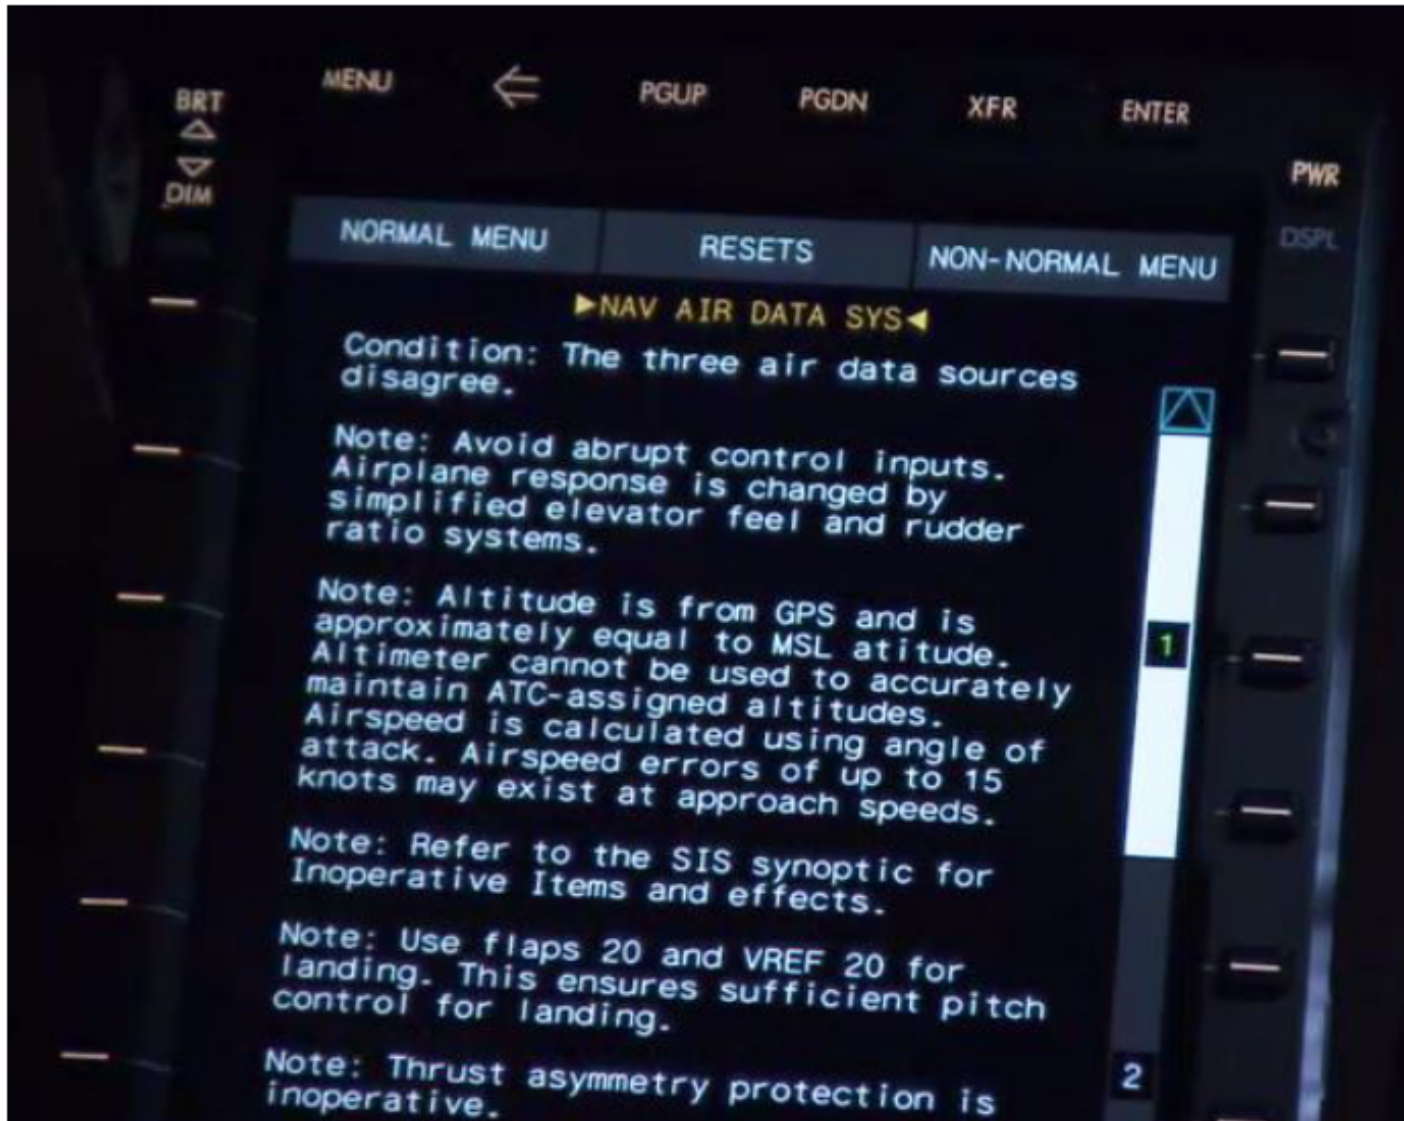 MENU PGUP PGDN XFR ENTER
BRT
DIM
PWR
DSPL
NORMAL MENU RESETS NON-NORMAL MENU
►NAV AIR DATA SYS◄
Condition: The three air data sources
disagree.
Note: Avoid abrupt control inputs.
Airplane response is changed by
simplified elevator feel and rudder
ratio systems.
Note: Altitude is from GPS and is
approximately equal to MSL atitude.
Altimeter cannot be used to accurately
maintain ATC-assigned altitudes.
Airspeed is calculated using angle of
attack. Airspeed errors of up to 15
knots may exist at approach speeds.
Note: Refer to the SIS synoptic for
Inoperative Items and effects.
Note: Use flaps 20 and VREF 20 for
landing. This ensures sufficient pitch
control for landing.
Note: Thrust asymmetry protection is
inoperative.
1
2